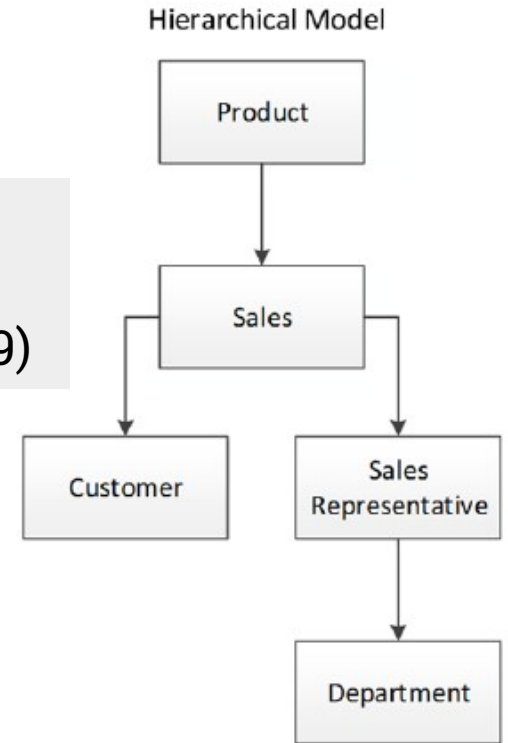 Hierarchical Model
Product
9)
Sales
Customer
Sales
Representative
Department